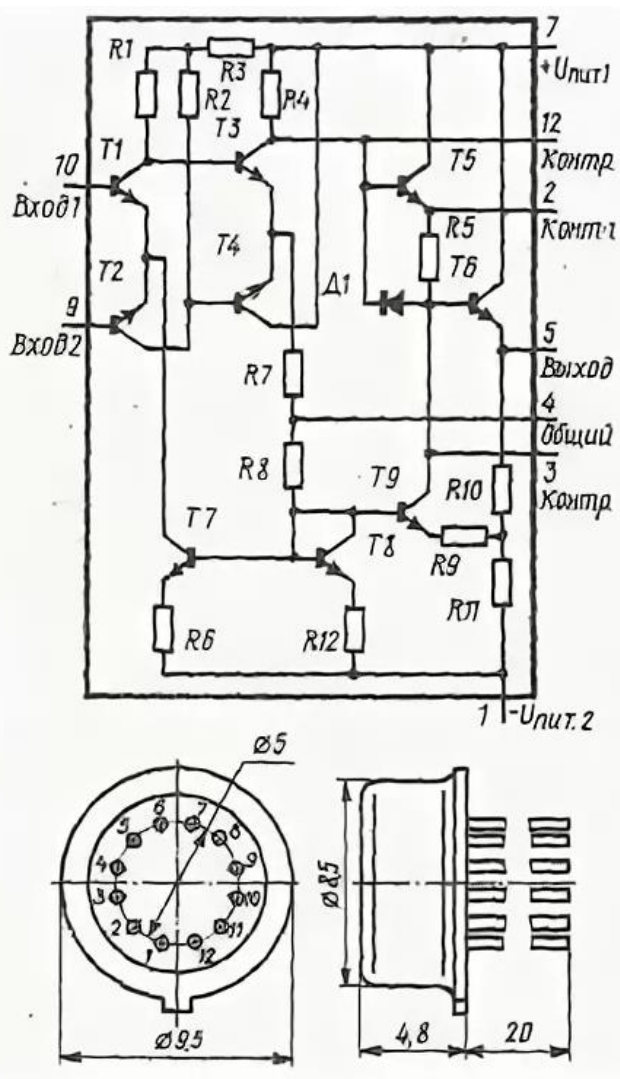 R1
R3
7
+Uпит1
R2
R4
T3
12
Контр
10
T1
T5
Вход1
2
Контр
R5
T4
T6
T2
Д1
9
Вход2
5
Выход
R7
4
Общий
R8
T9
3
R10
Контр
T7
T8
R9
R11
R6
R12
1
-Uпит.2
Ø5
6
7
5
8
4
9
3
10
2
11
1
12
Ø9,5
Ø8,5
4,8
20